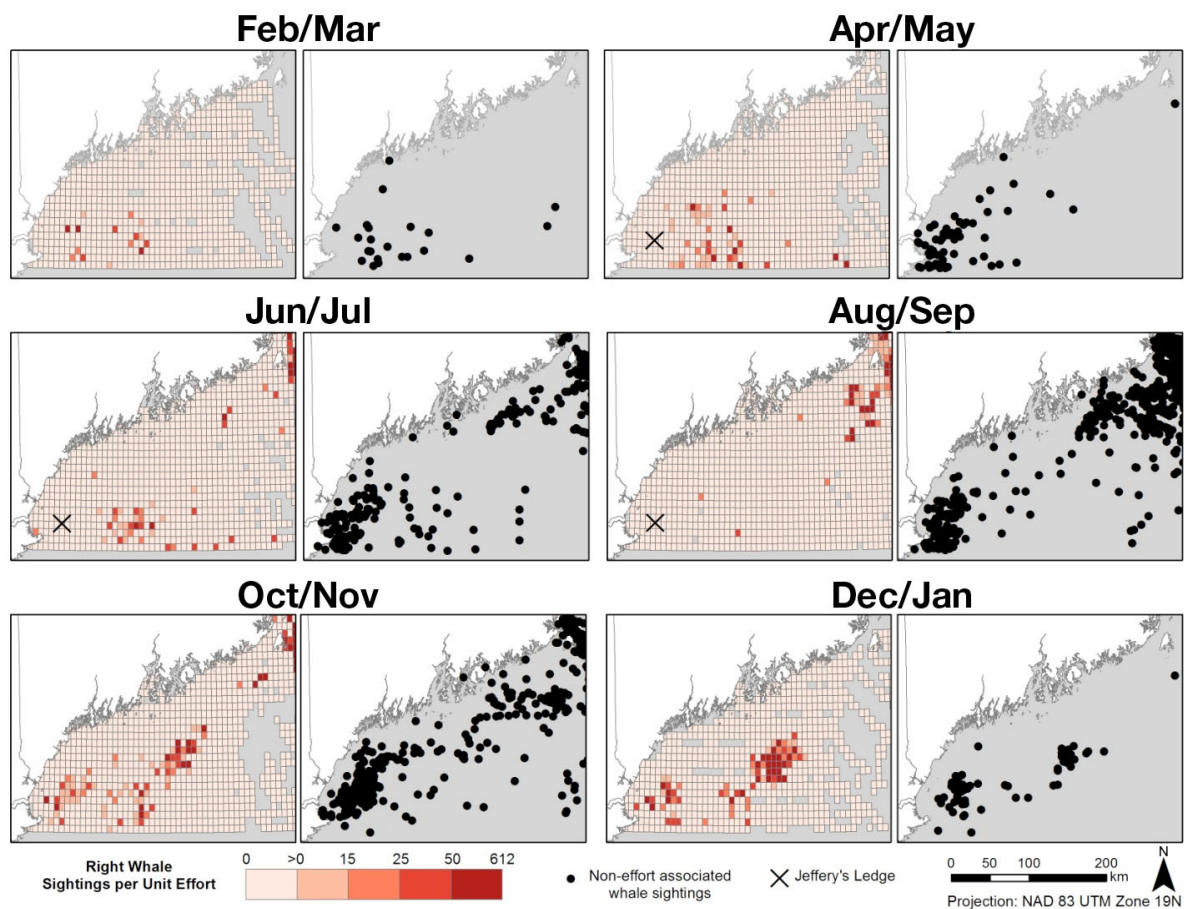 Feb/Mar
Apr/May
Jun/Jul
Aug/Sep
Oct/Nov
Dec/Jan
Right Whale
Sightings per Unit Effort
0 >0 15 25 50 612
Non-effort associated
whale sightings
Jeffery's Ledge
0 50 100 200
km
N
Projection: NAD 83 UTM Zone 19N